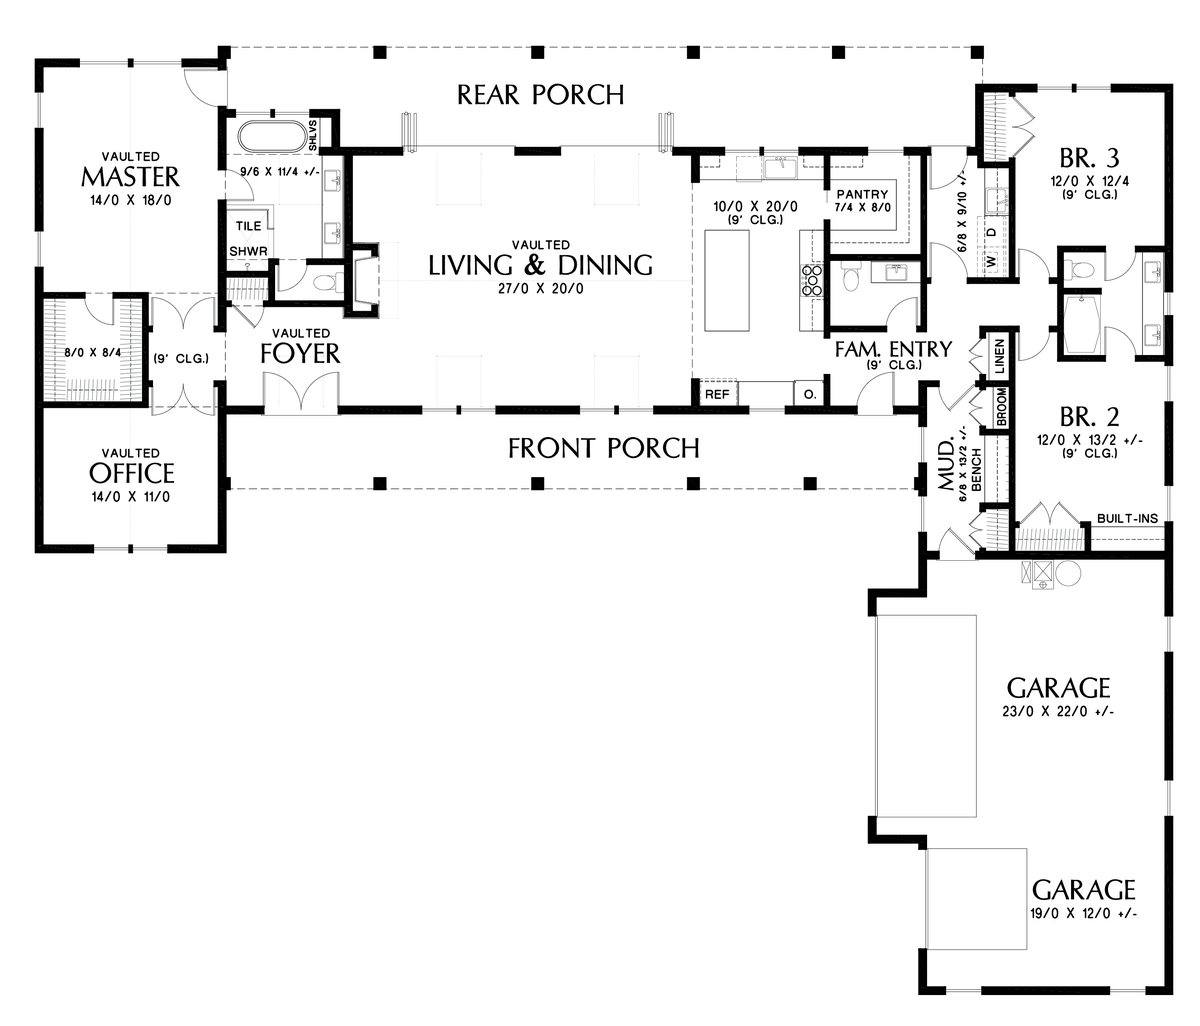 REAR PORCH
VAULTED
MASTER
14/0 X 18/0
SHLVS
9/6 X 11/4 +/-
TILE
SHWR
BR. 3
12/0 X 12/4
(9' CLG.)
PANTRY
7/4 X 8/0
10/0 X 20/0
(9' CLG.)
6/8 X 9/10 +/-
W D
VAULTED
LIVING & DINING
27/0 X 20/0
8/0 X 8/4
(9' CLG.)
VAULTED
FOYER
FAM. ENTRY
(9' CLG.)
LINEN
REF
O.
BROOM
FRONT PORCH
BR. 2
12/0 X 13/2 +/-
(9' CLG.)
MUD.
6/8 X 13/2 +/-
BENCH
VAULTED
OFFICE
14/0 X 11/0
BUILT-INS
GARAGE
23/0 X 22/0 +/-
GARAGE
19/0 X 12/0 +/-